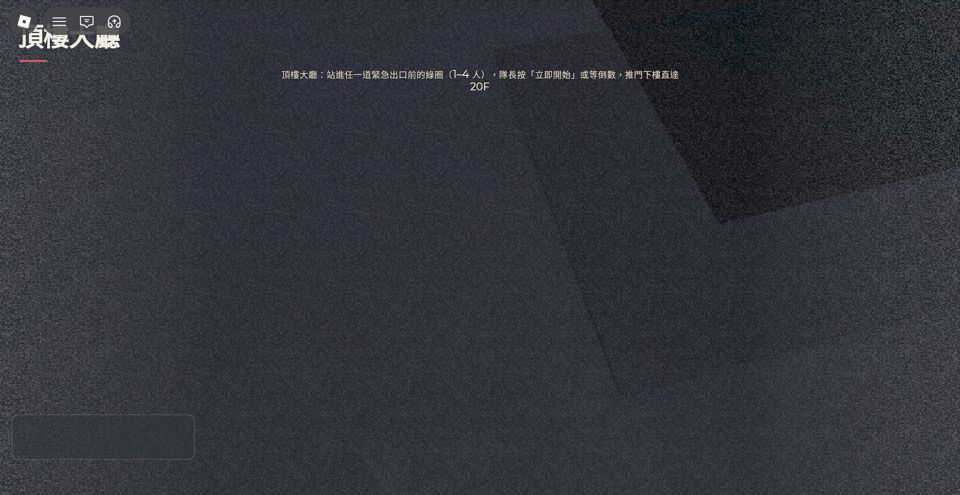 頂樓大廳
頂樓大廳：站進任一道緊急出口前的綠圈（1–4 人），隊長按「立即開始」或等倒數，推門下樓直達
20F